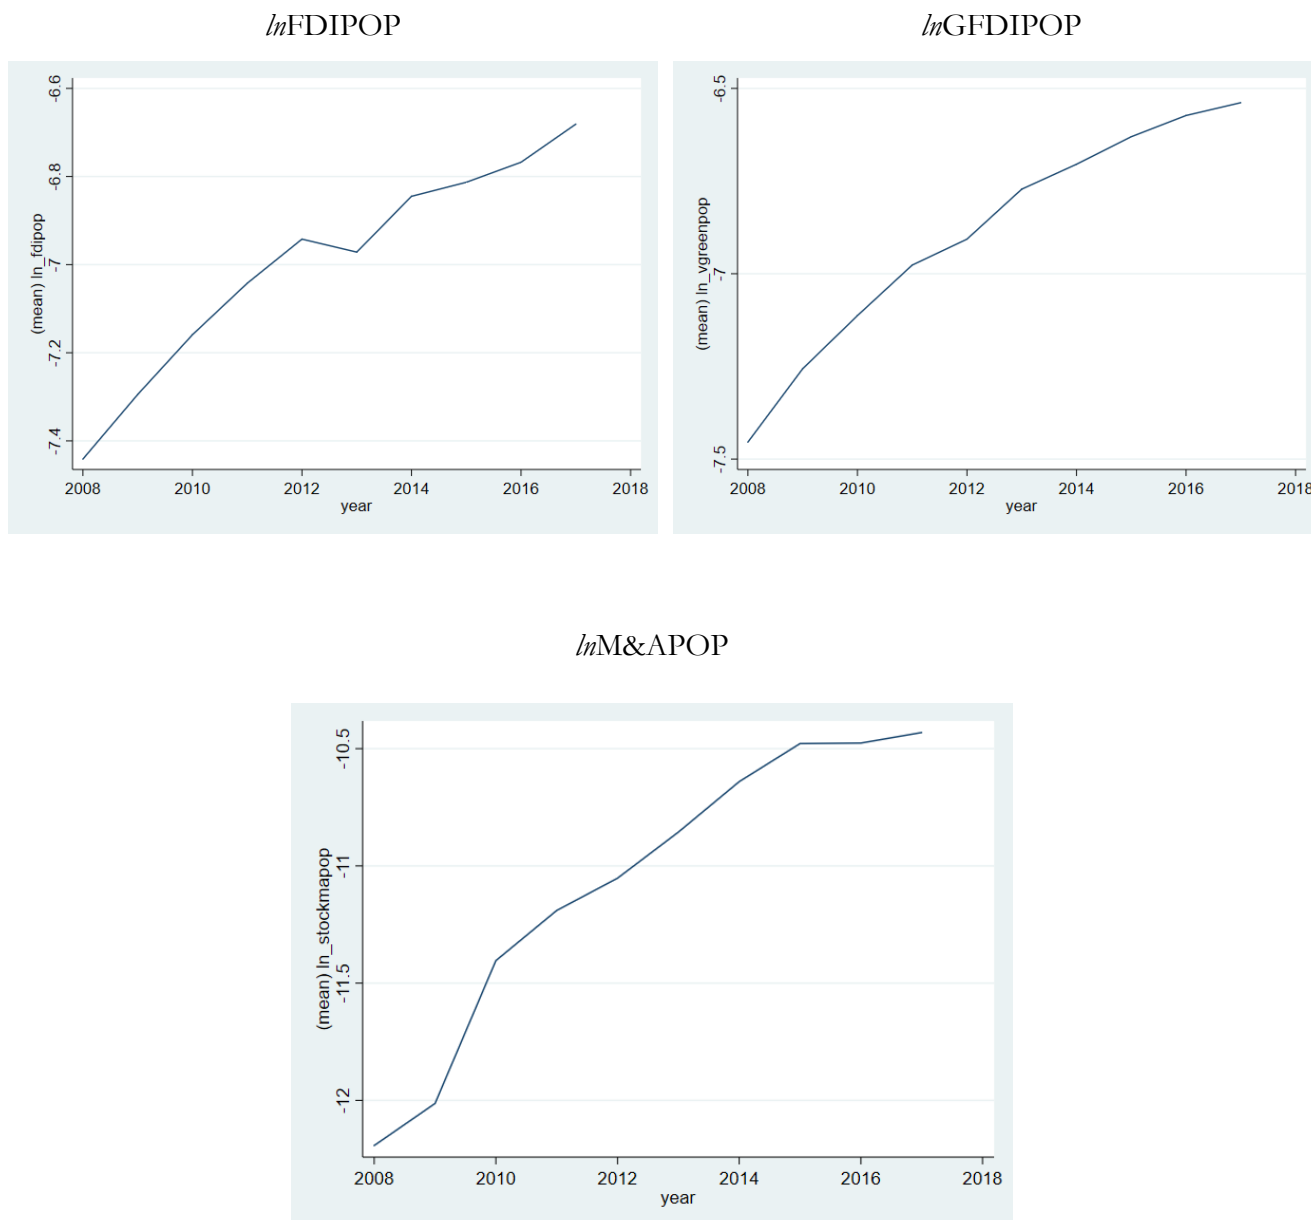 lnFDIPOP
lnGFDIPOP
(mean) ln_fdipop
-6.6
-6.8
-7
-7.2
-7.4
2008 2010 2012 2014 2016 2018
year
(mean) ln_vgreenpop
-6.5
-7
-7.5
2008 2010 2012 2014 2016 2018
year
lnM&APOP
(mean) ln_stockmapop
-10.5
-11
-11.5
-12
2008 2010 2012 2014 2016 2018
year